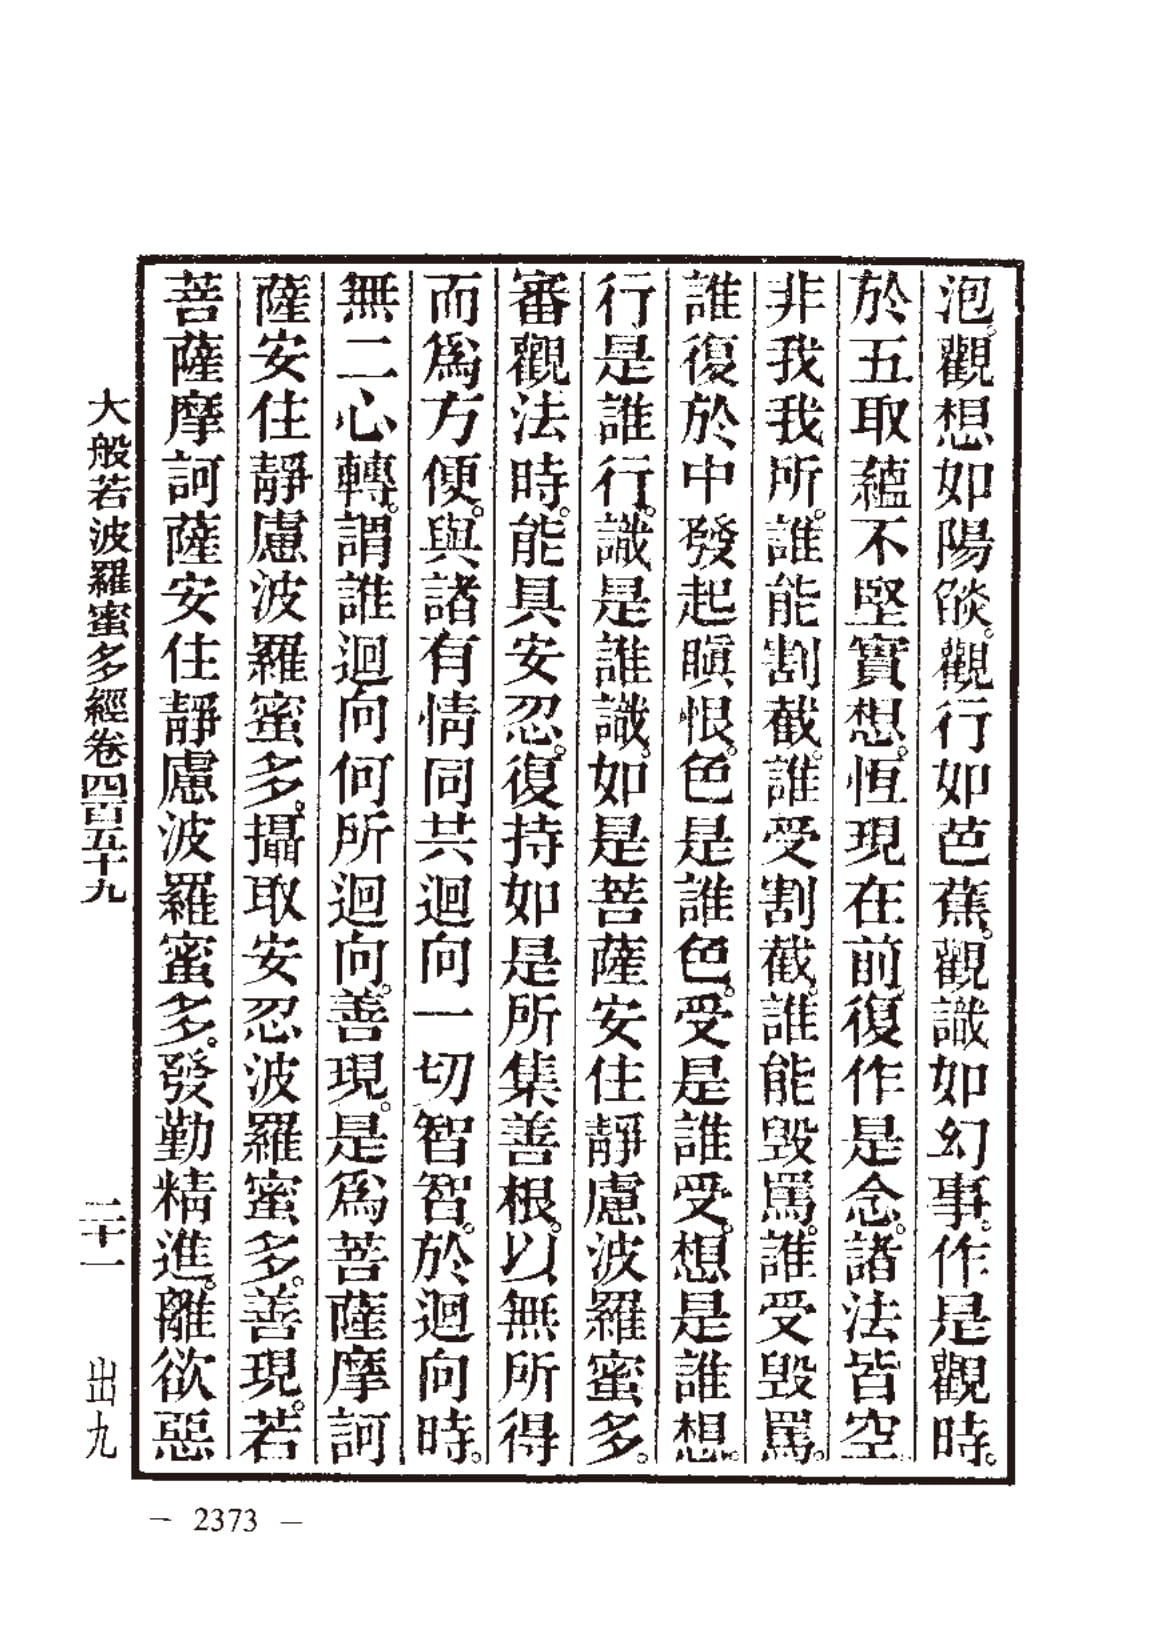 泡。觀想如陽燄。觀行如芭蕉。觀識如幻事。作是觀時。
於五取蘊不堅實想。恆現在前。復作是念。諸法皆空
非我我所。誰能割截。誰受割截。誰能毀罵。誰受毀罵。
誰復於中發起瞋恨。色是誰色。受是誰受。想是誰想。
行是誰行。識是誰識。如是菩薩安住靜慮波羅蜜多。
審觀法時。能具安忍。復持如是所集善根。以無所得
而爲方便。與諸有情同共迴向一切智智。於迴向時。
無二心轉。謂誰迴向何所迴向。善現。是爲菩薩摩訶
薩安住靜慮波羅蜜多。攝取安忍波羅蜜多。善現。若
菩薩摩訶薩安住靜慮波羅蜜多。發勤精進。離欲惡
大般若波羅蜜多經卷四百五十九 二十一 出九
— 2373 —